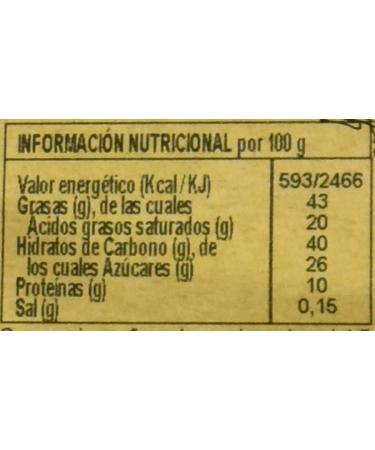 INFORMACIÓN NUTRICIONAL por 100 g
Valor energético (Kcal/KJ) 593/2466
Grasas (g), de las cuales 43
Ácidos grasos saturados (g) 20
Hidratos de Carbono (g), de 40
los cuales Azúcares (g) 26
Proteínas (g) 10
Sal (g) 0,15